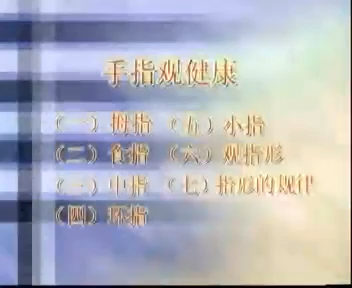 手指观健康
（一）拇指 （五）小指
（二）食指 （六）观指形
（三）中指 （七）指形的规律
（四）环指